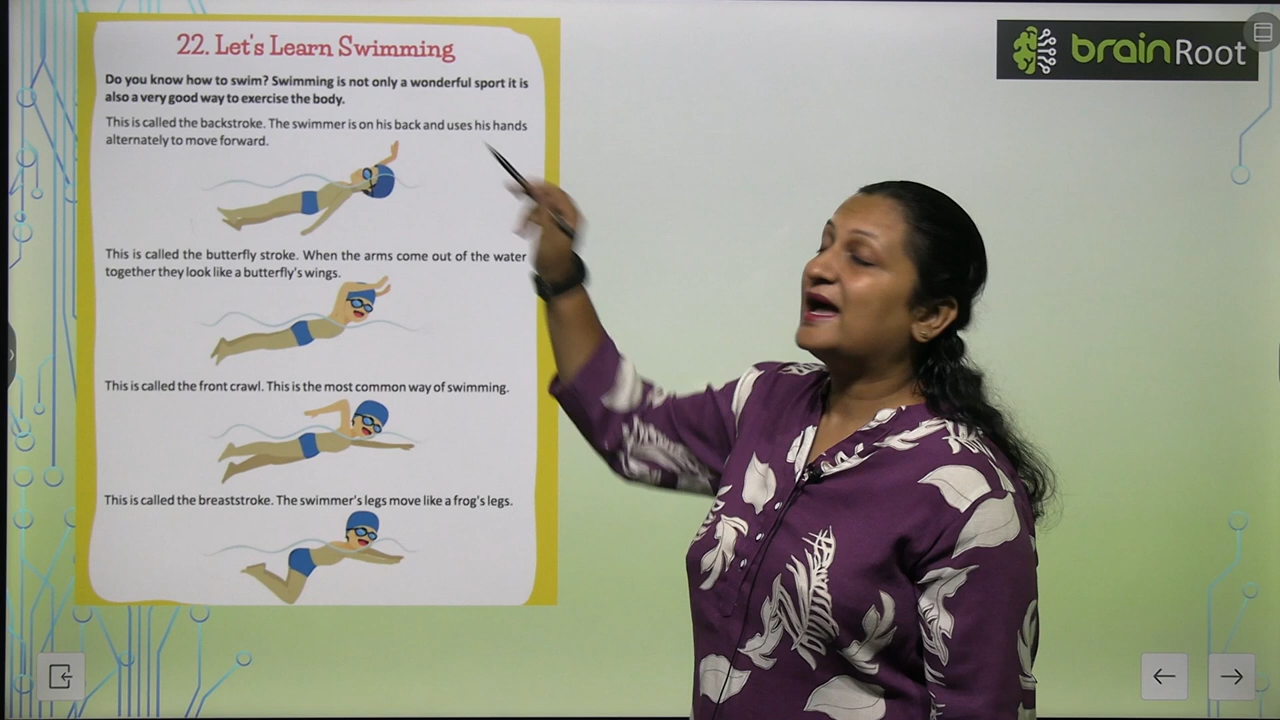 22. Let's Learn Swimming
Do you know how to swim? Swimming is not only a wonderful sport it is
also a very good way to exercise the body.
This is called the backstroke. The swimmer is on his back and uses his hands
alternately to move forward.
This is called the butterfly stroke. When the arms come out of the water
together they look like a butterfly's wings.
This is called the front crawl. This is the most common way of swimming.
This is called the breaststroke. The swimmer's legs move like a frog's legs.
brainRoot